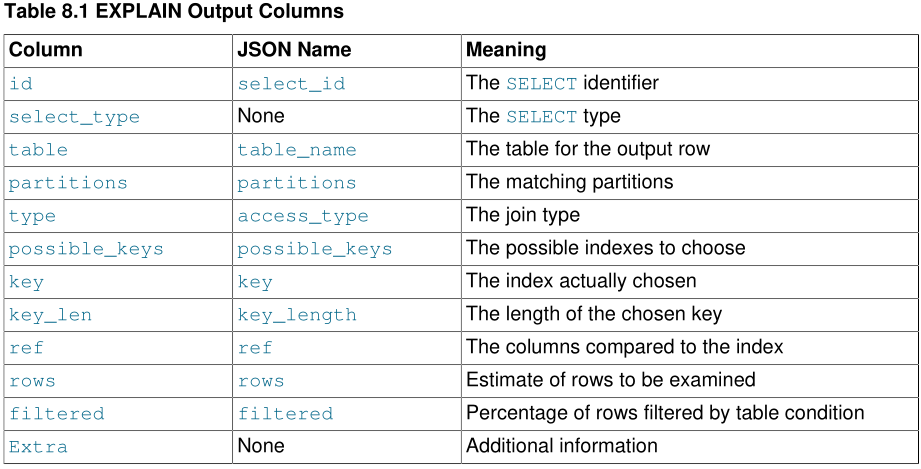 Table 8.1 EXPLAIN Output Columns
Column JSON Name Meaning
id select_id The SELECT identifier
select_type None The SELECT type
table table_name The table for the output row
partitions partitions The matching partitions
type access_type The join type
possible_keys possible_keys The possible indexes to choose
key key The index actually chosen
key_len key_length The length of the chosen key
ref ref The columns compared to the index
rows rows Estimate of rows to be examined
filtered filtered Percentage of rows filtered by table condition
Extra None Additional information